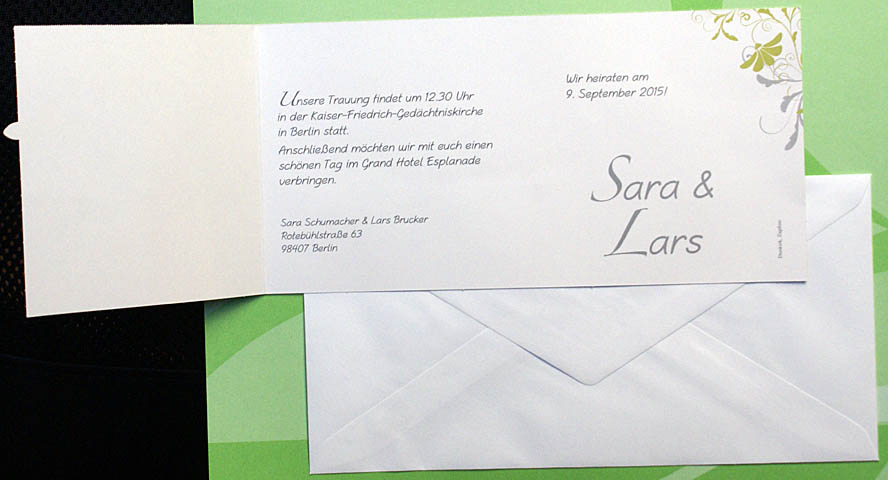 Unsere Trauung findet um 12.30 Uhr
in der Kaiser-Friedrich-Gedächtniskirche
in Berlin statt.
Anschließend möchten wir mit euch einen
schönen Tag im Grand Hotel Esplanade
verbringen.
Sara Schumacher & Lars Brucker
Rotebühlstraße 63
98407 Berlin
Wir heiraten am
9. September 2015!
Sara &
Lars